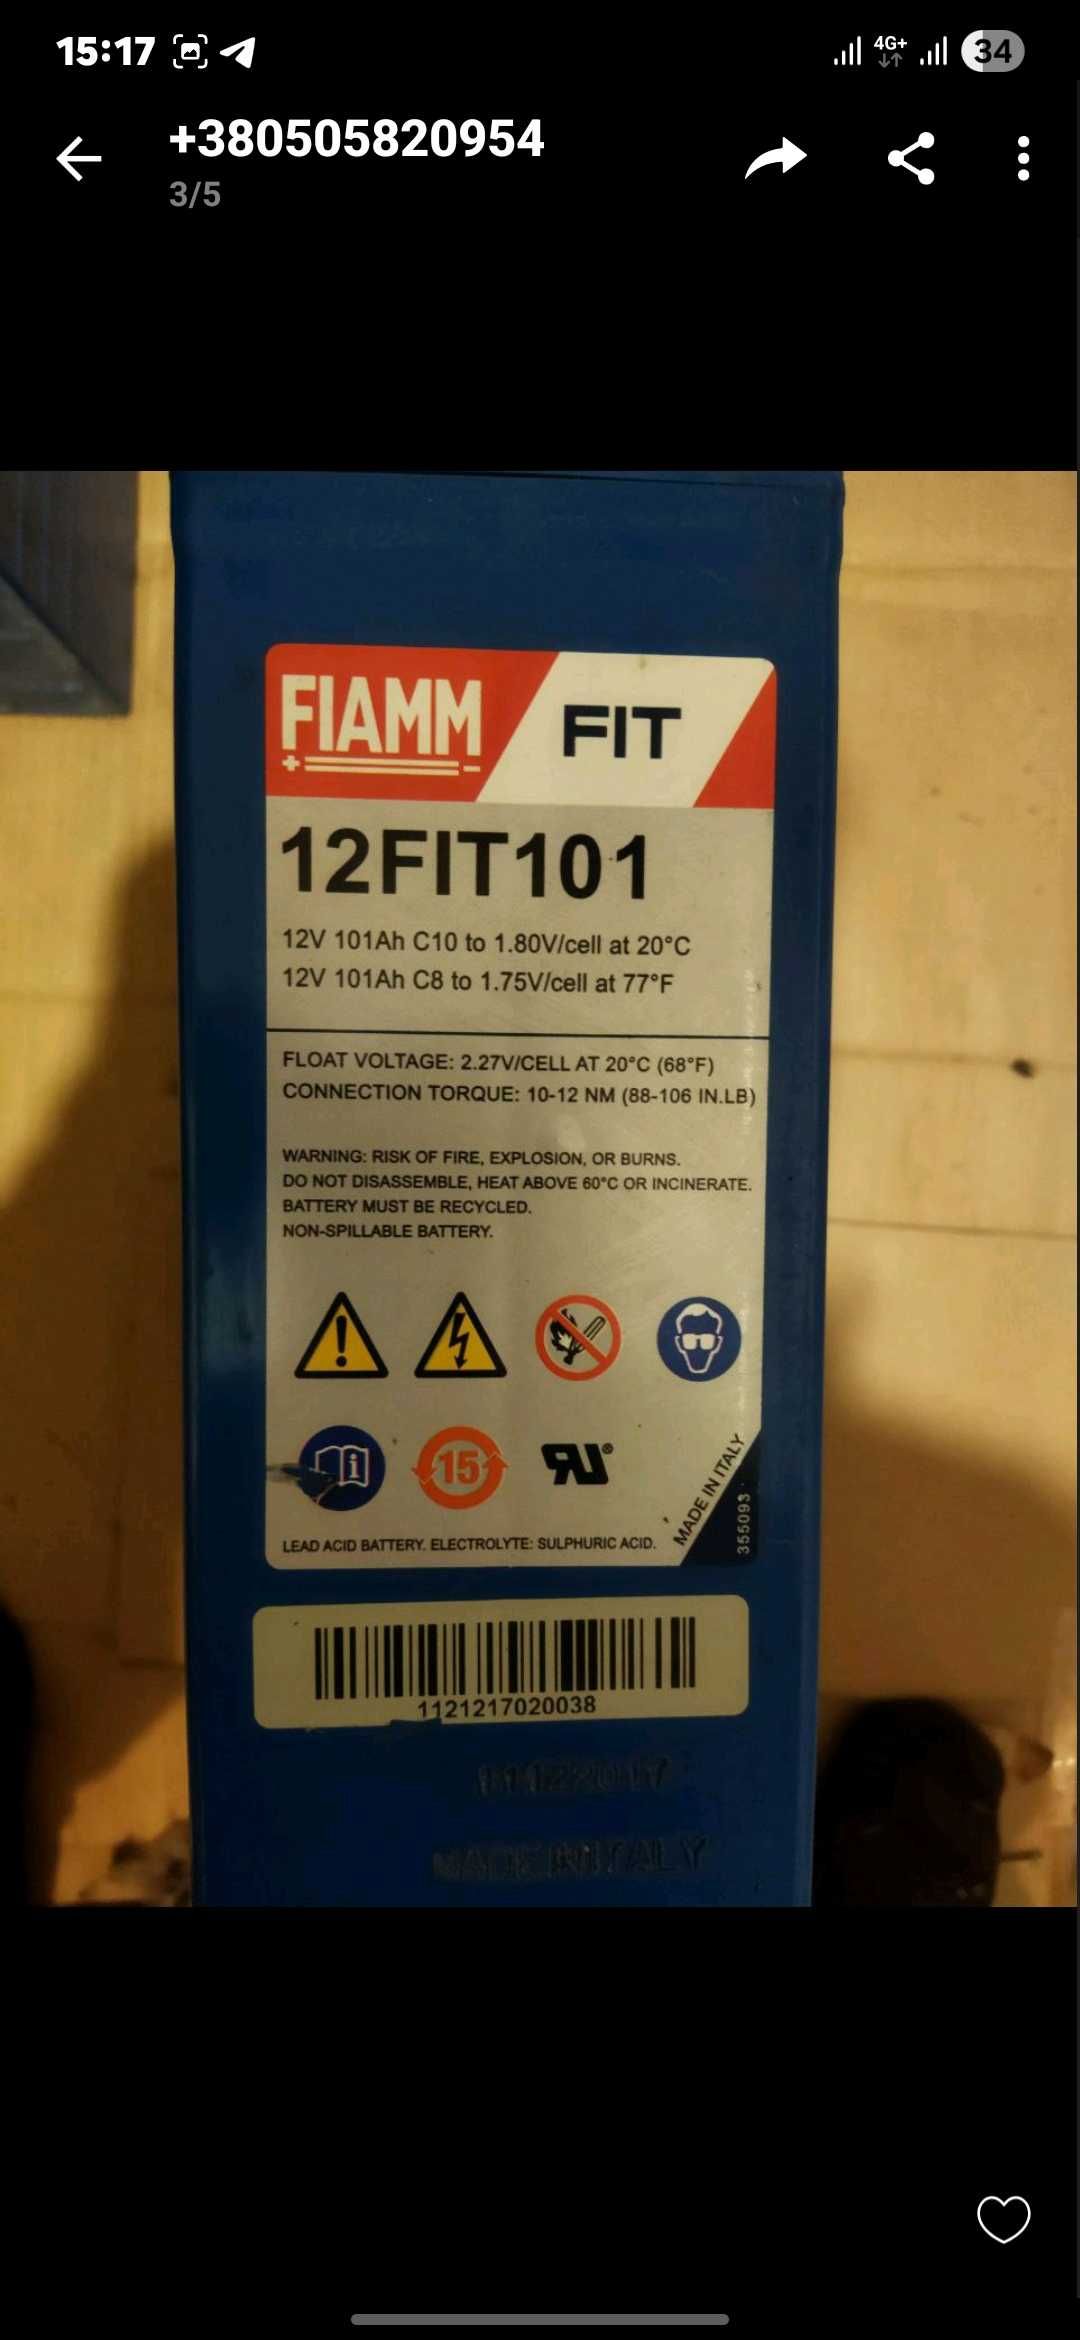 15:17
4G+
34
+380505820954
3/5
FIAMM
FIT
12FIT101
12V 101Ah C10 to 1.80V/cell at 20°C
12V 101Ah C8 to 1.75V/cell at 77°F
FLOAT VOLTAGE: 2.27V/CELL AT 20°C (68°F)
CONNECTION TORQUE: 10-12 NM (88-106 IN.LB)
WARNING: RISK OF FIRE, EXPLOSION, OR BURNS.
DO NOT DISASSEMBLE, HEAT ABOVE 60°C OR INCINERATE.
BATTERY MUST BE RECYCLED.
NON-SPILLABLE BATTERY.
15
MADE IN ITALY
355093
LEAD ACID BATTERY. ELECTROLYTE: SULPHURIC ACID.
1121217020038
MADE IN ITALY